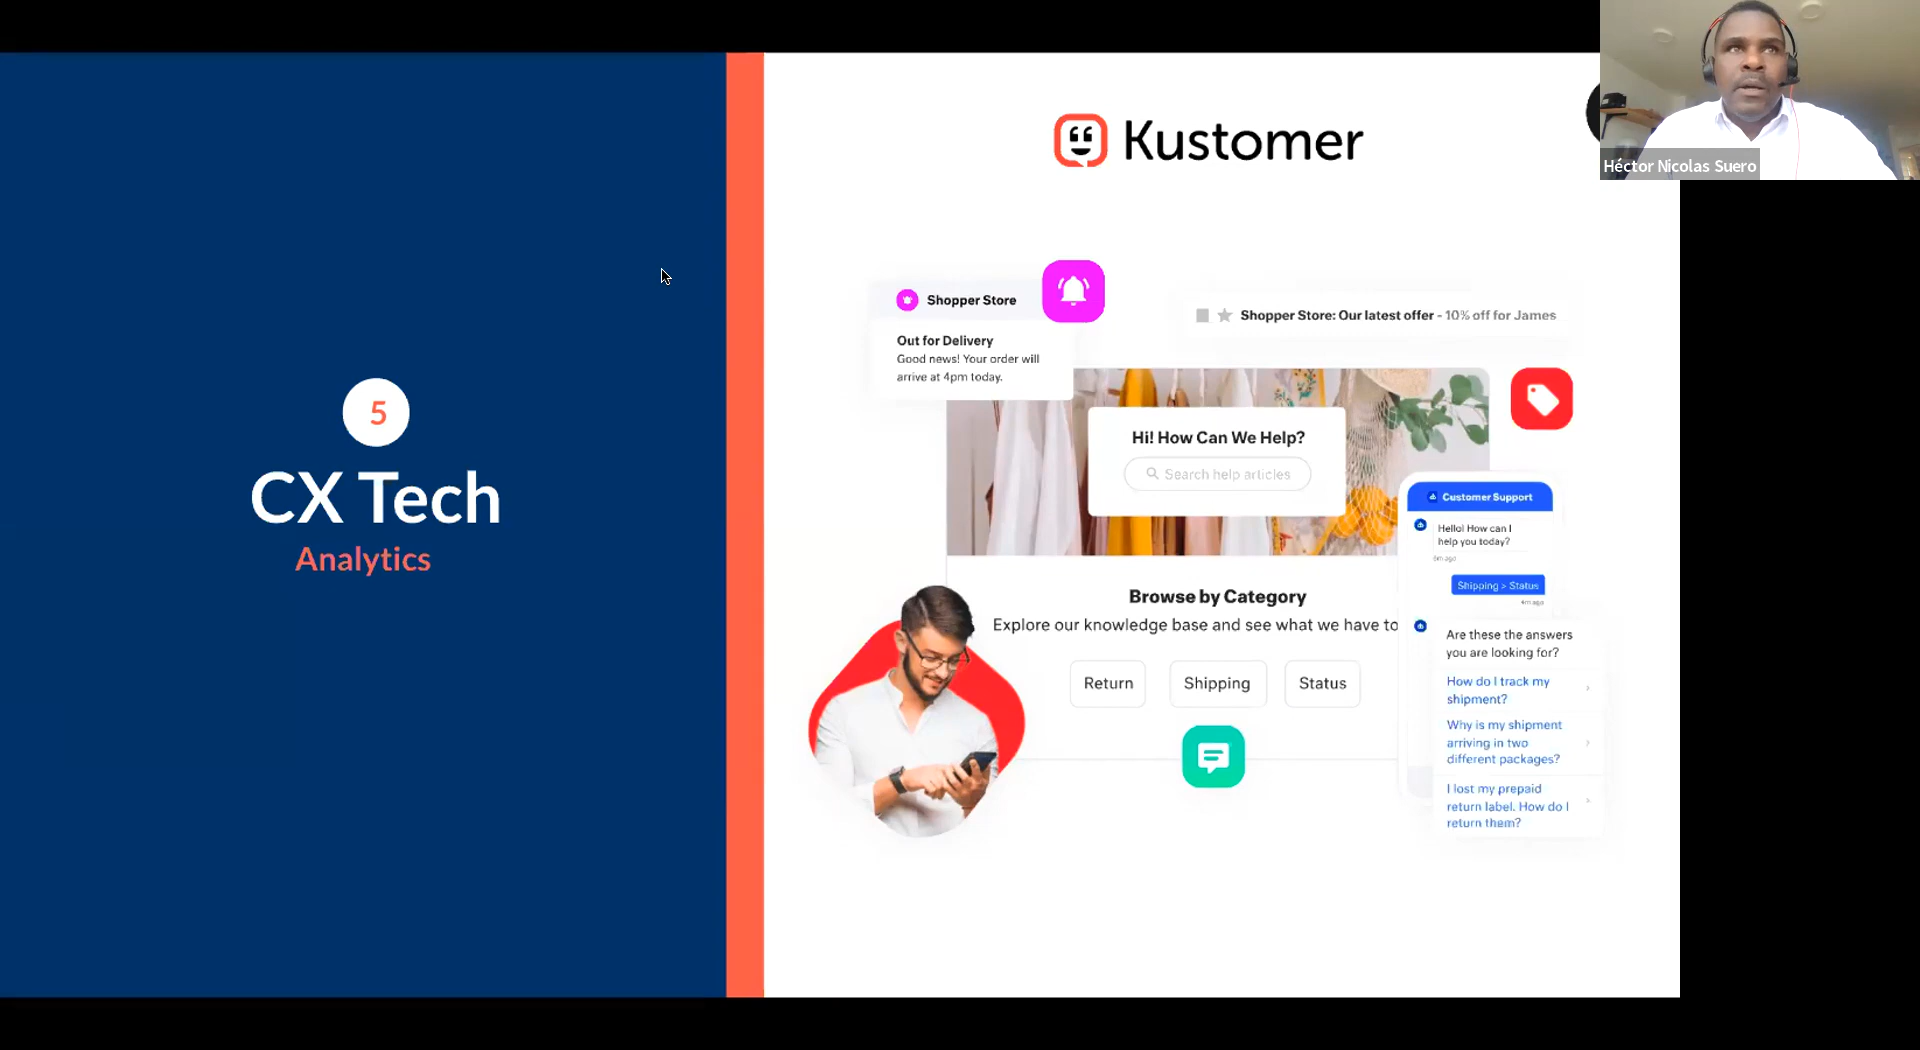 5
CX Tech
Analytics
Kustomer
Héctor Nicolas Suero
Shopper Store
Out for Delivery
Good news! Your order will
arrive at 4pm today.
Shopper Store: Our latest offer - 10% off for James
Hi! How Can We Help?
Search help articles
Browse by Category
Explore our knowledge base and see what we have to
Return
Shipping
Status
Customer Support
Hello! How can I
help you today?
6m ago
Shipping > Status
4m ago
Are these the answers
you are looking for?
How do I track my
shipment?
Why is my shipment
arriving in two
different packages?
I lost my prepaid
return label. How do I
return them?